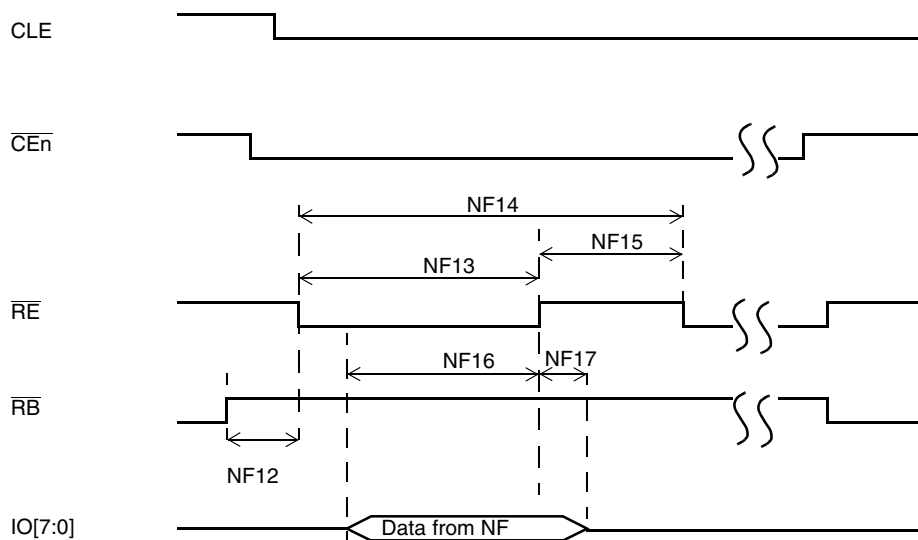 CLE
CEn
NF14
NF15
NF13
RE
NF16
NF17
RB
NF12
IO[7:0]
Data from NF